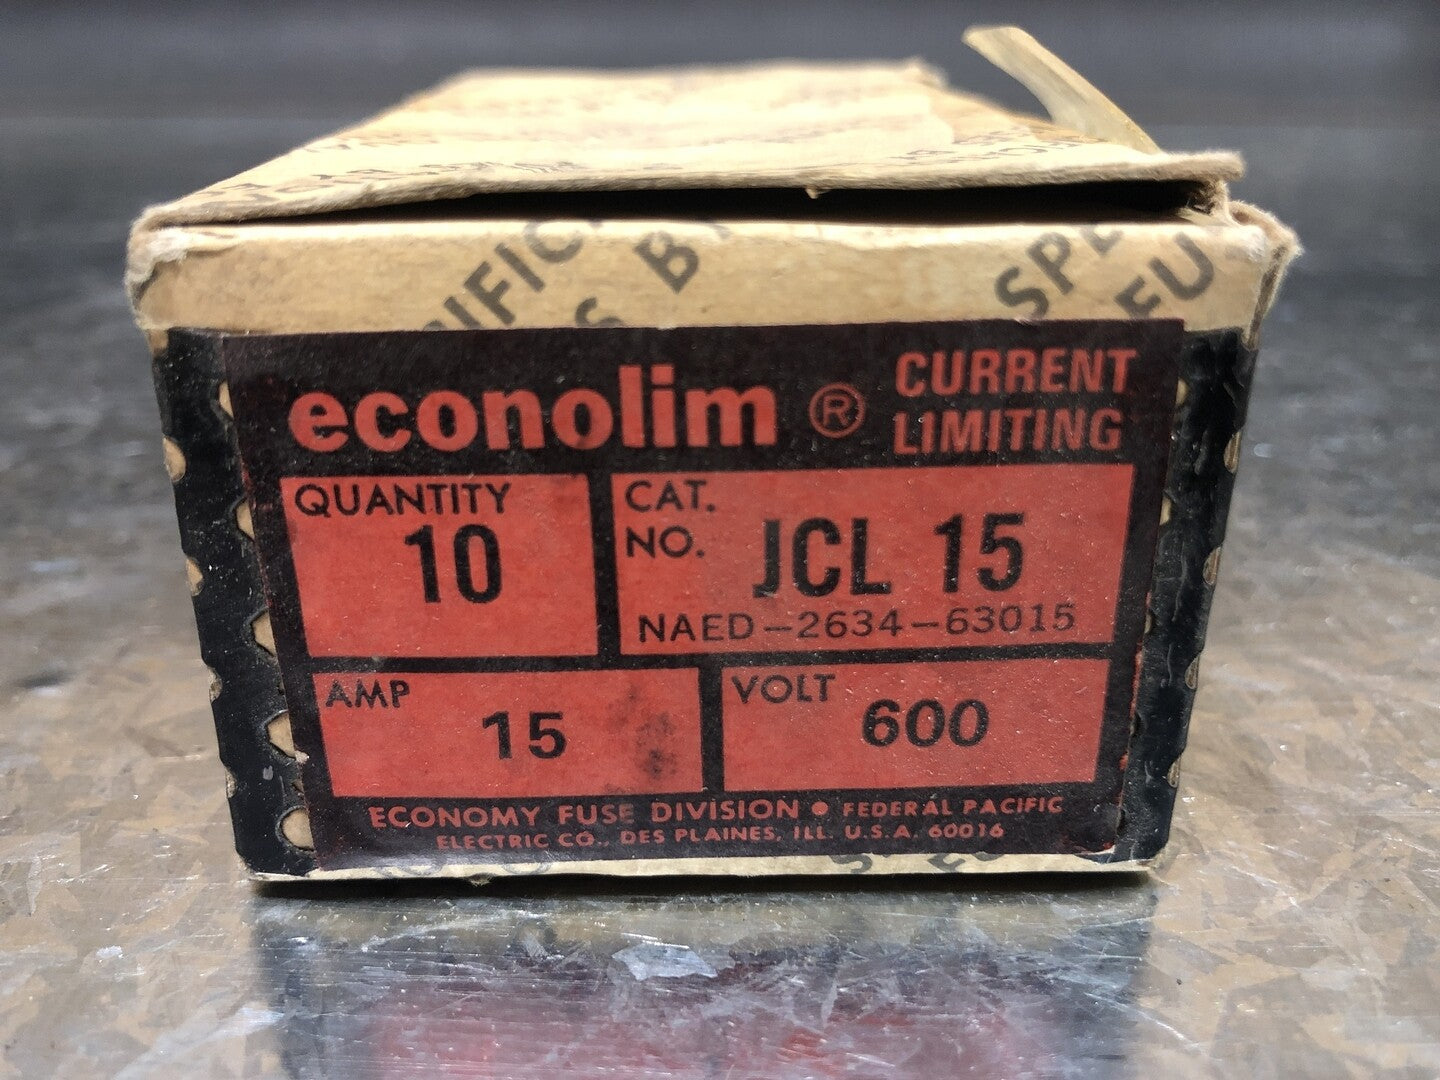 econolim ® CURRENT
LIMITING
QUANTITY
10
CAT.
NO. JCL 15
NAED-2634-63015
AMP
15
VOLT
600
ECONOMY FUSE DIVISION • FEDERAL PACIFIC
ELECTRIC CO., DES PLAINES, ILL. U.S.A. 60016